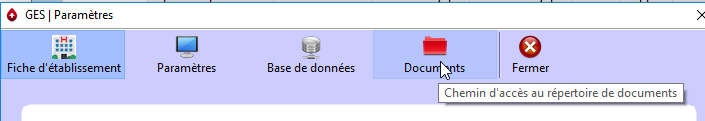 GES | Paramètres
Fiche d'établissement Paramètres Base de données Documents Fermer
Chemin d'accès au répertoire de documents